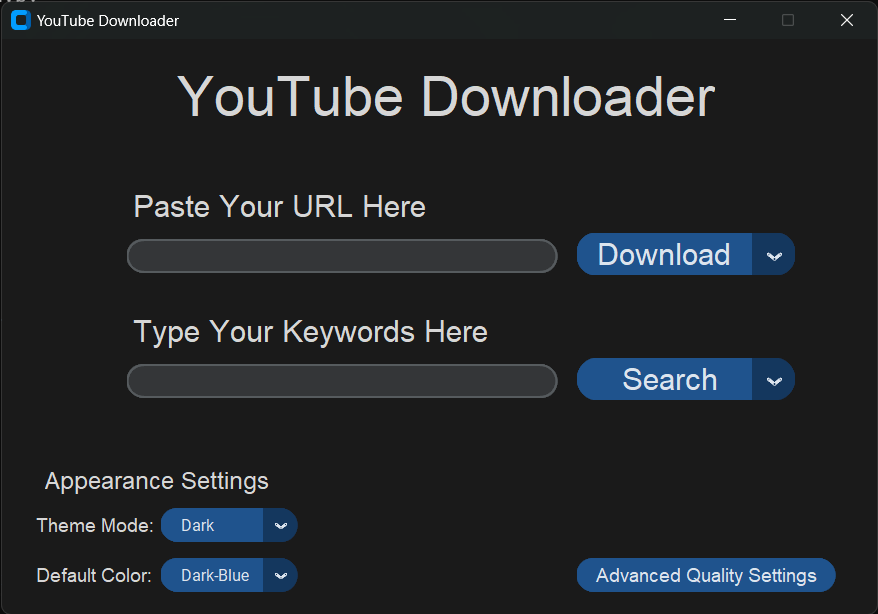 YouTube Downloader
YouTube Downloader
Paste Your URL Here
Download
Type Your Keywords Here
Search
Appearance Settings
Theme Mode: Dark
Default Color: Dark-Blue
Advanced Quality Settings